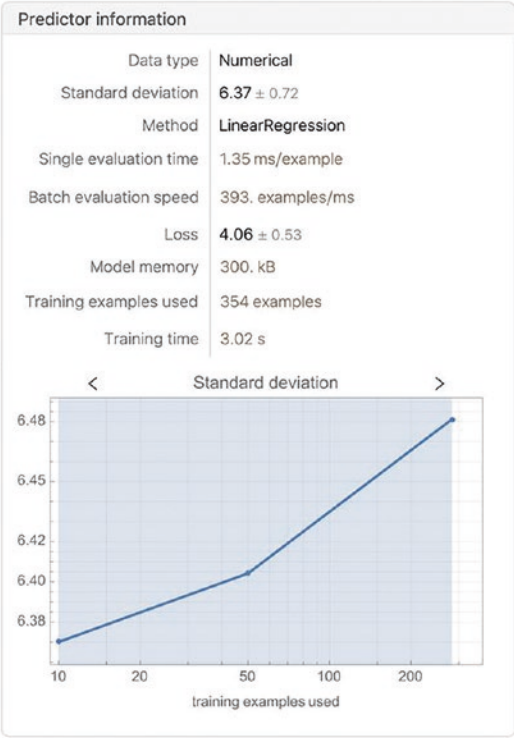 Predictor information
Data type Numerical
Standard deviation 6.37 ± 0.72
Method LinearRegression
Single evaluation time 1.35 ms/example
Batch evaluation speed 393. examples/ms
Loss 4.06 ± 0.53
Model memory 300. kB
Training examples used 354 examples
Training time 3.02 s
< Standard deviation >
6.48
6.45
6.42
6.40
6.38
10 20 50 100 200
training examples used